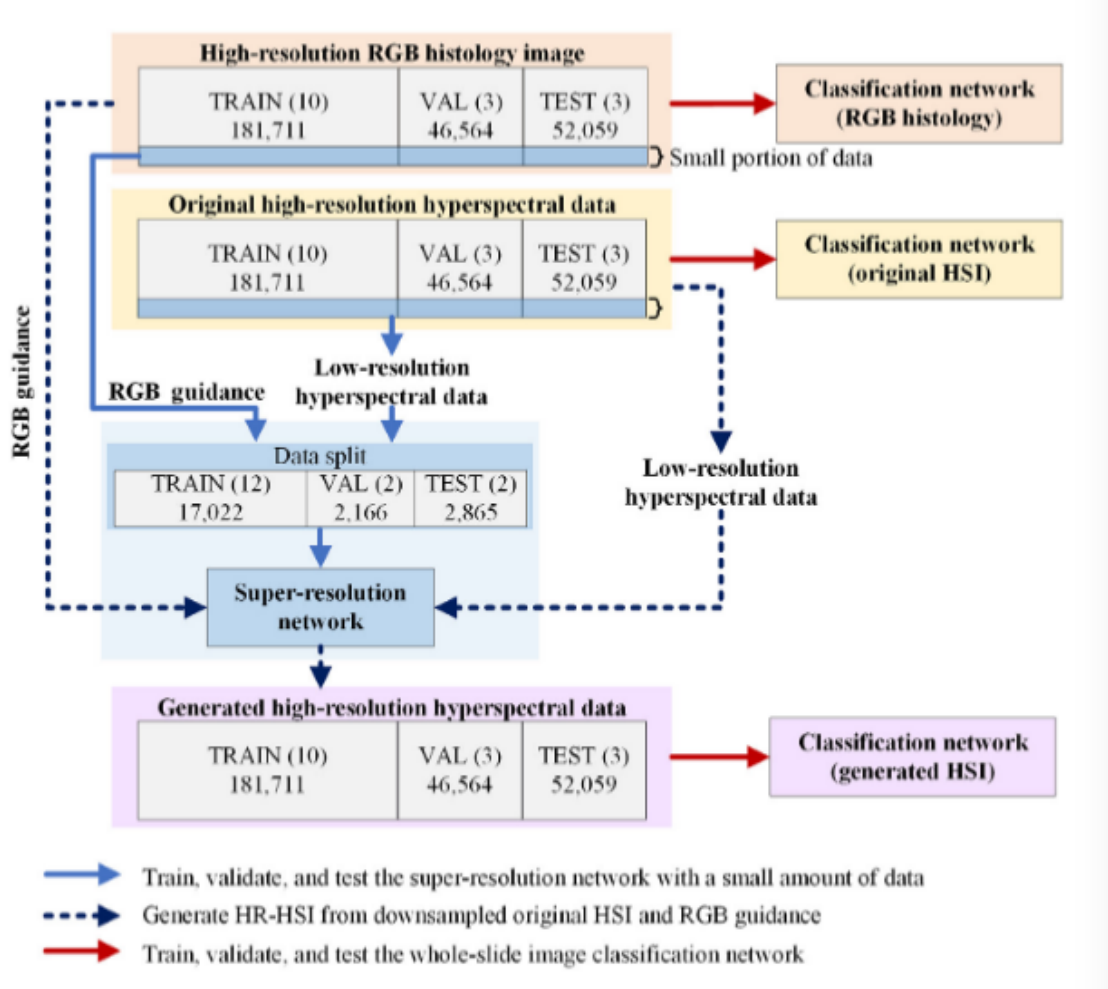 High-resolution RGB histology image
TRAIN (10) VAL (3) TEST (3)
181,711 46,564 52,059
Classification network
(RGB histology)
Small portion of data
Original high-resolution hyperspectral data
TRAIN (10) VAL (3) TEST (3)
181,711 46,564 52,059
Classification network
(original HSI)
RGB guidance
RGB guidance
Low-resolution
hyperspectral data
Data split
TRAIN (12) VAL (2) TEST (2)
17,022 2,166 2,865
Low-resolution
hyperspectral data
Super-resolution
network
Generated high-resolution hyperspectral data
TRAIN (10) VAL (3) TEST (3)
181,711 46,564 52,059
Classification network
(generated HSI)
Train, validate, and test the super-resolution network with a small amount of data
Generate HR-HSI from downsampled original HSI and RGB guidance
Train, validate, and test the whole-slide image classification network